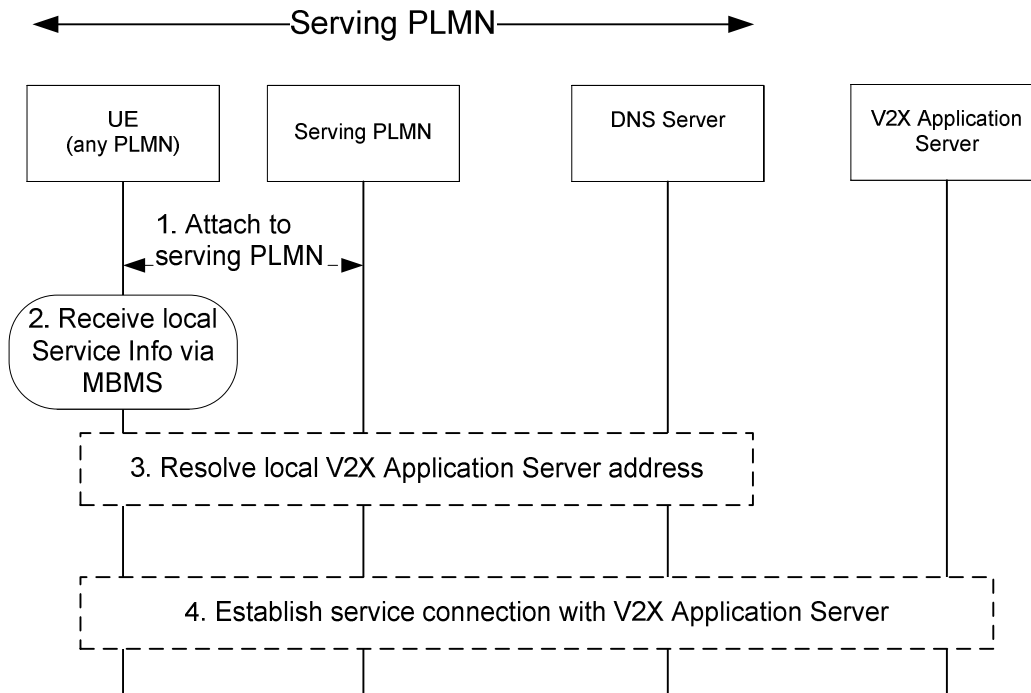 Serving PLMN
UE
(any PLMN)
Serving PLMN
DNS Server
V2X Application
Server
1. Attach to
serving PLMN
2. Receive local
Service Info via
MBMS
3. Resolve local V2X Application Server address
4. Establish service connection with V2X Application Server